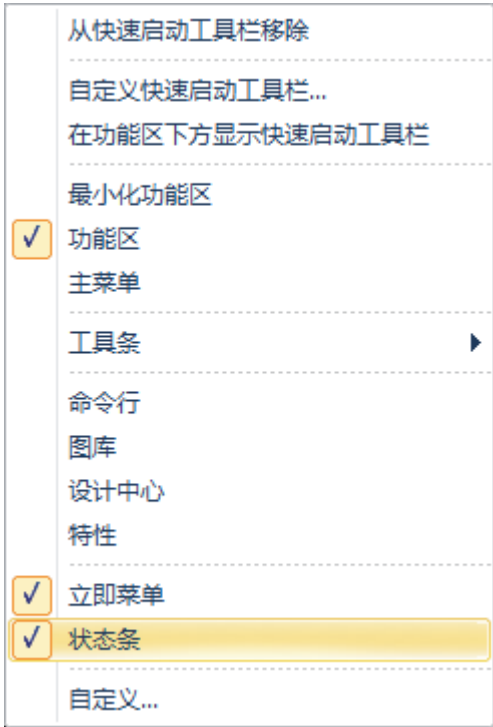 从快速启动工具栏移除
自定义快速启动工具栏...
在功能区下方显示快速启动工具栏
最小化功能区
功能区
主菜单
工具条
命令行
图库
设计中心
特性
立即菜单
状态条
自定义...